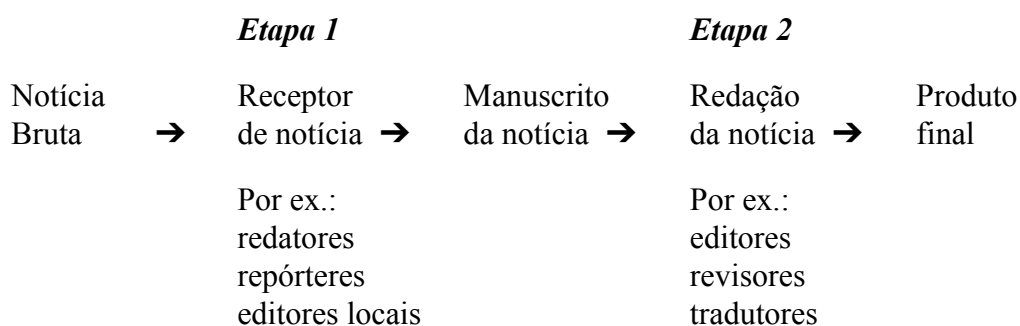 Etapa 1 Etapa 2
Notícia Receptor Manuscrito Redação Produto
Bruta ➔ de notícia ➔ da notícia ➔ da notícia ➔ final
Por ex.: Por ex.:
redatores editores
repórteres revisores
editores locais tradutores